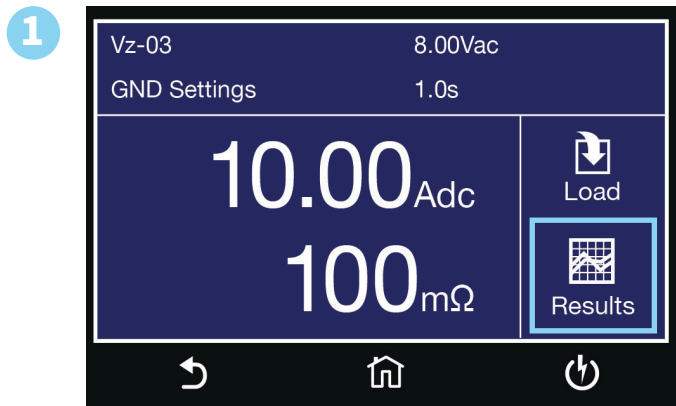 1
Vz-03 8.00Vac
GND Settings 1.0s
10.00Adc
Load
100mΩ
Results